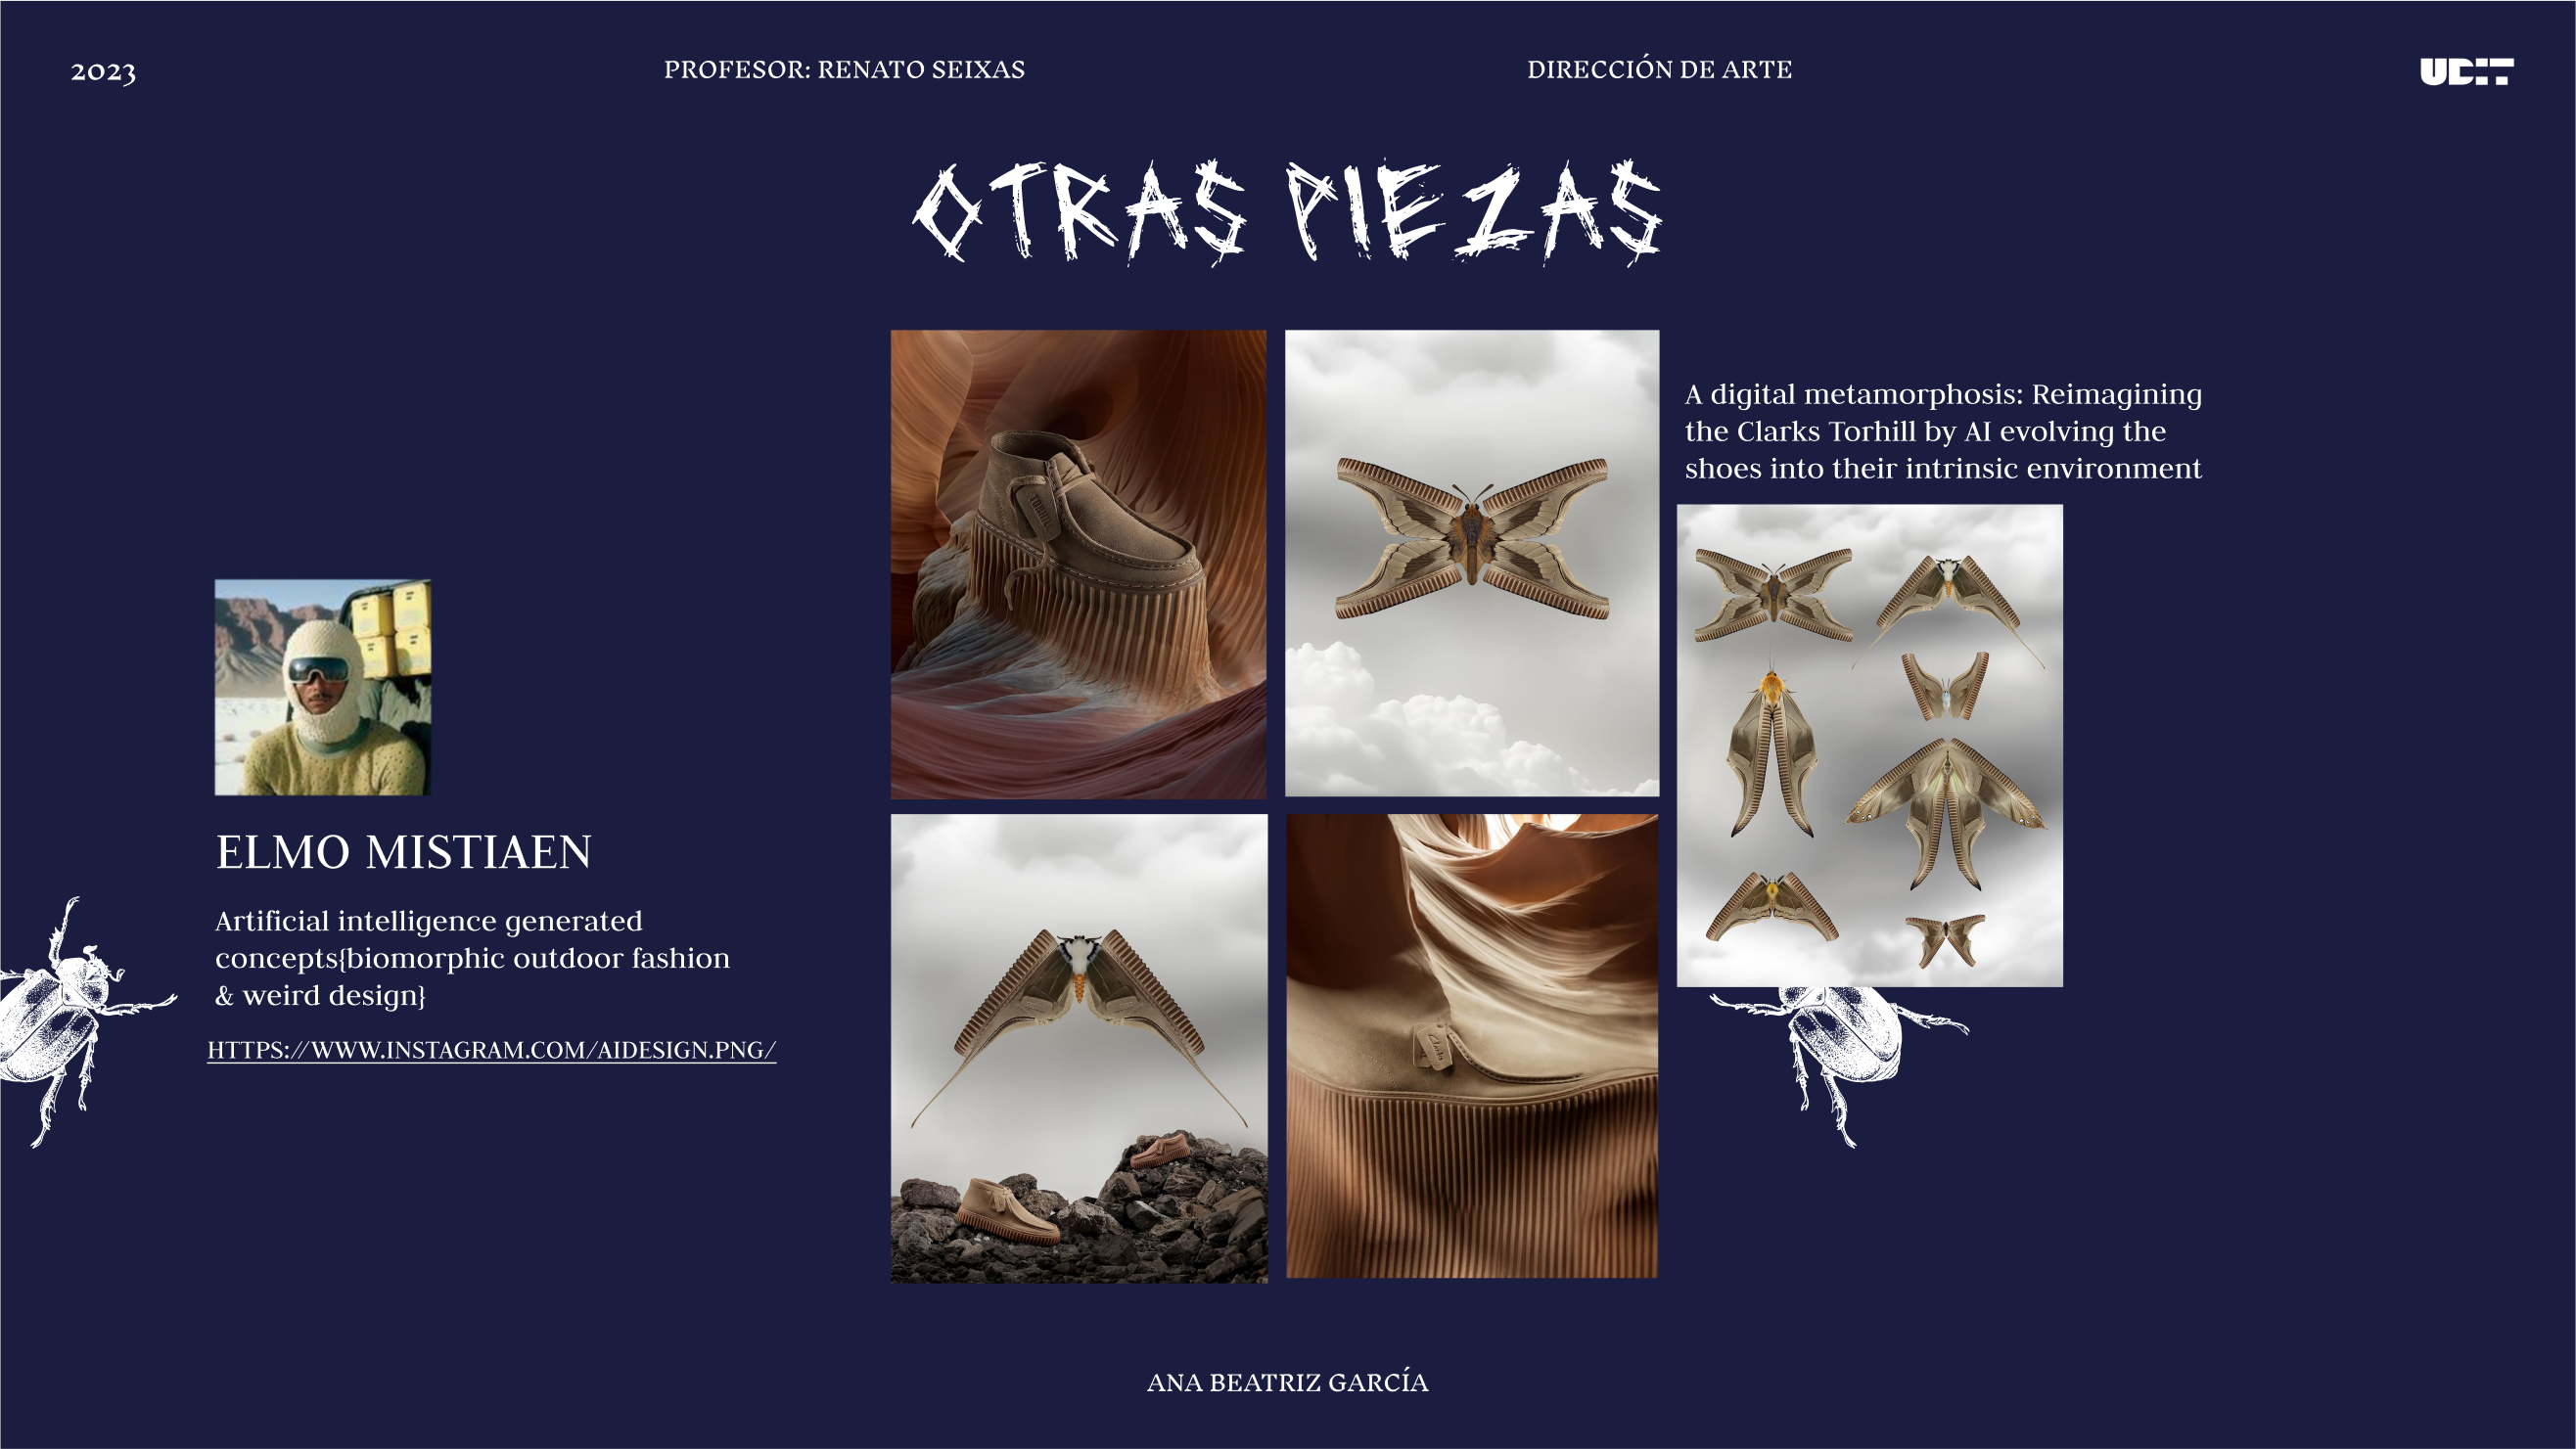 2023
PROFESOR: RENATO SEIXAS
DIRECCIÓN DE ARTE
UDIT
OTRAS PIEZAS
A digital metamorphosis: Reimagining
the Clarks Torhill by AI evolving the
shoes into their intrinsic environment
ELMO MISTIAEN
Artificial intelligence generated
concepts{biomorphic outdoor fashion
& weird design}
HTTPS://WWW.INSTAGRAM.COM/AIDESIGN.PNG/
Clarks
ANA BEATRIZ GARCÍA